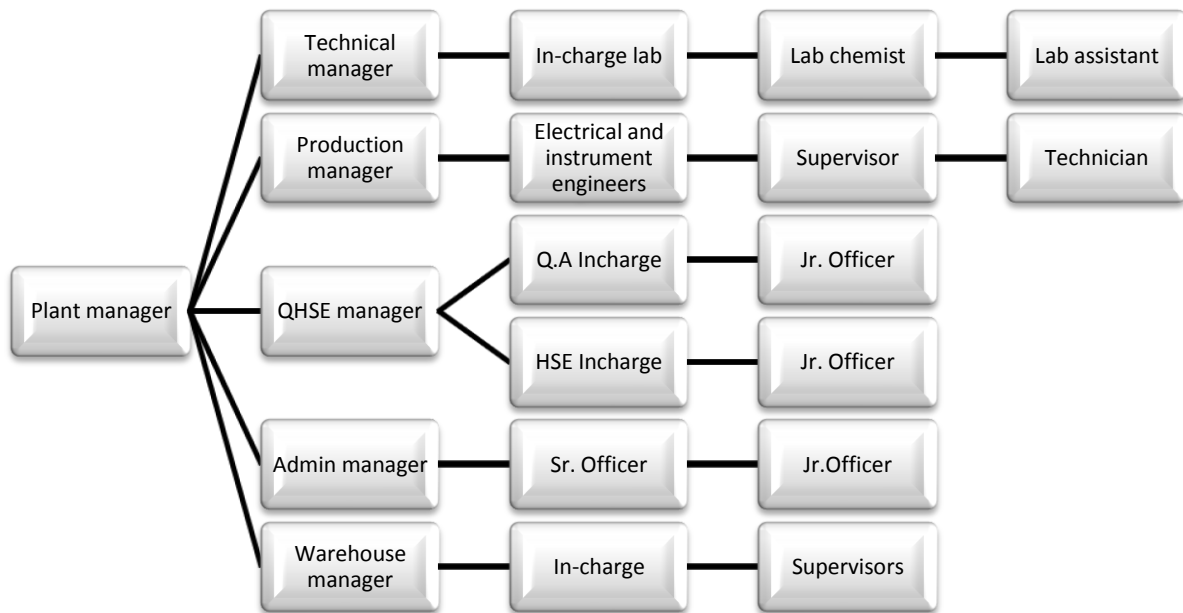 Technical
manager
In-charge lab
Lab chemist
Lab assistant
Production
manager
Electrical and
instrument
engineers
Supervisor
Technician
Plant manager
QHSE manager
Q.A Incharge
Jr. Officer
HSE Incharge
Jr. Officer
Admin manager
Sr. Officer
Jr.Officer
Warehouse
manager
In-charge
Supervisors